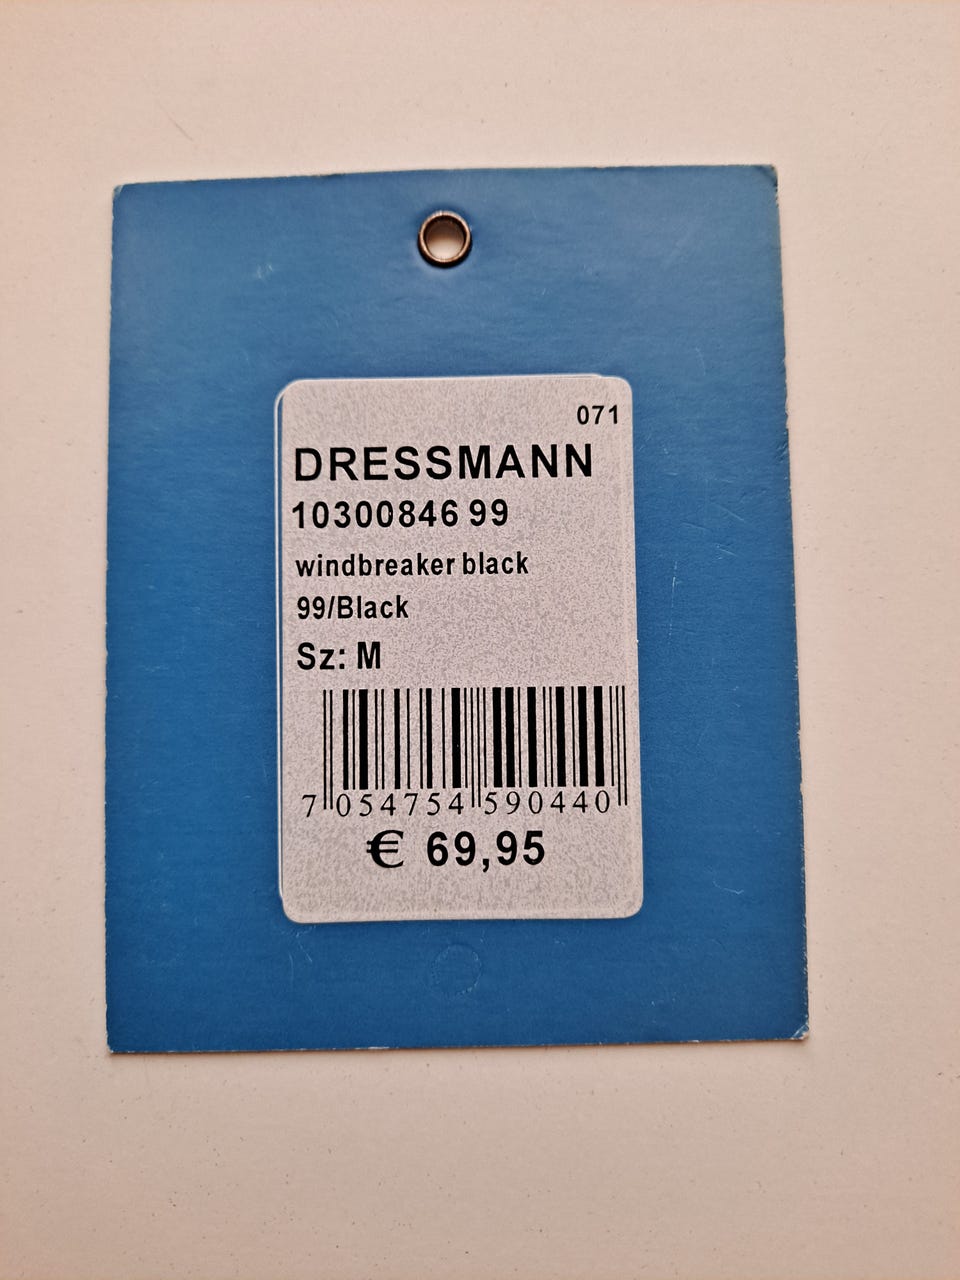 071
DRESSMANN
10300846 99
windbreaker black
99/Black
Sz: M
7 054754 590440
€ 69,95